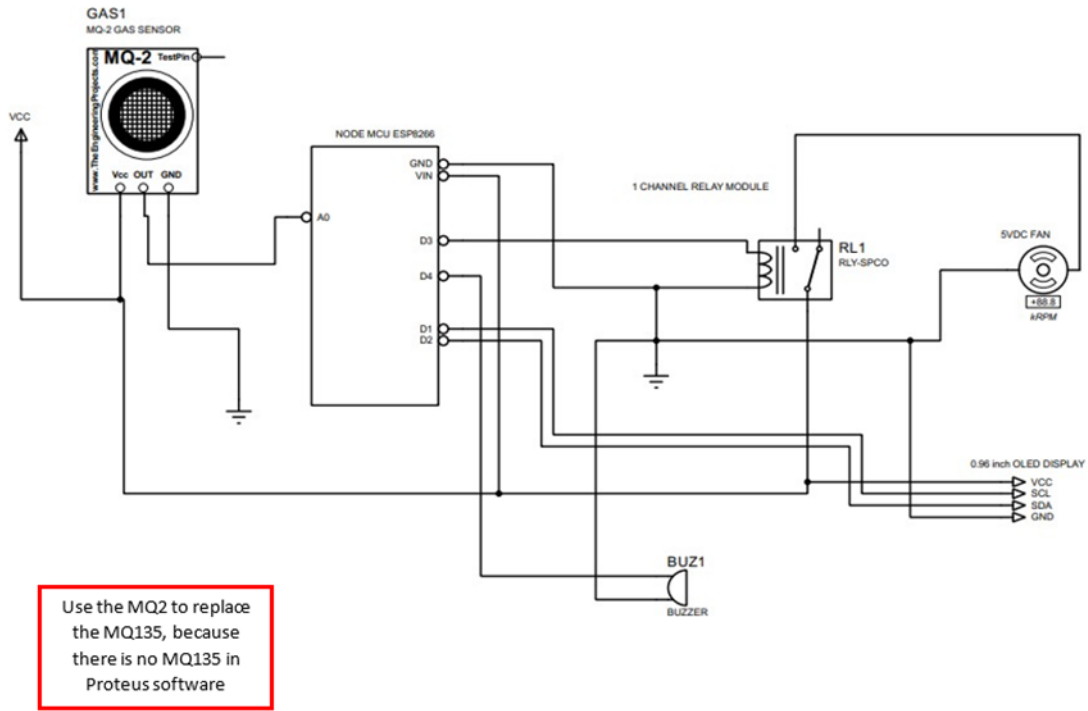 GAS1
MQ-2 GAS SENSOR
MQ-2 TestPin
www.TheEngineeringProjects.com
Vcc OUT GND
VCC
NODE MCU ESP8266
GND
VIN
A0
D3
D4
D1
D2
1 CHANNEL RELAY MODULE
RL1
RLY-SPCO
5VDC FAN
+88.8
kRPM
0.96 inch OLED DISPLAY
VCC
SCL
SDA
GND
BUZ1
BUZZER
Use the MQ2 to replace
the MQ135, because
there is no MQ135 in
Proteus software